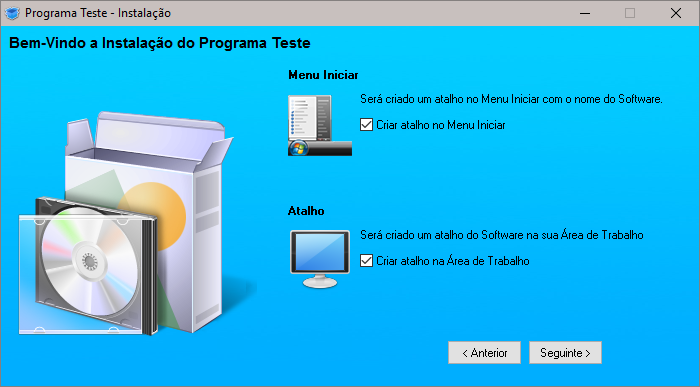 Programa Teste - Instalação
Bem-Vindo a Instalação do Programa Teste
Menu Iniciar
Será criado um atalho no Menu Iniciar com o nome do Software.
Criar atalho no Menu Iniciar
Atalho
Será criado um atalho do Software na sua Área de Trabalho
Criar atalho na Área de Trabalho
< Anterior
Seguinte >